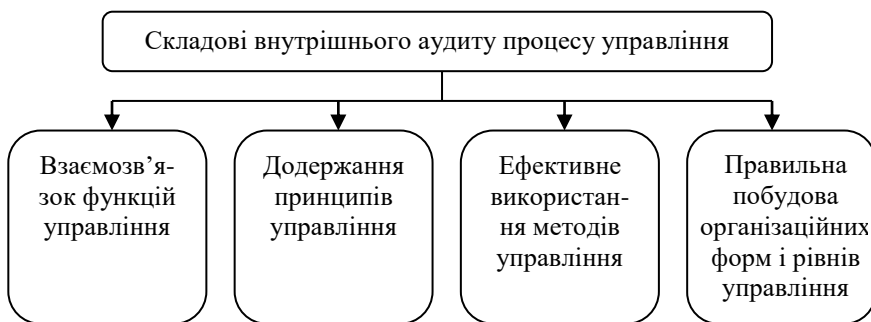 Складові внутрішнього аудиту процесу управління
Взаємозв’я-
зок функцій
управління
Додержання
принципів
управління
Ефективне
використан-
ня методів
управління
Правильна
побудова
організаційних
форм і рівнів
управління